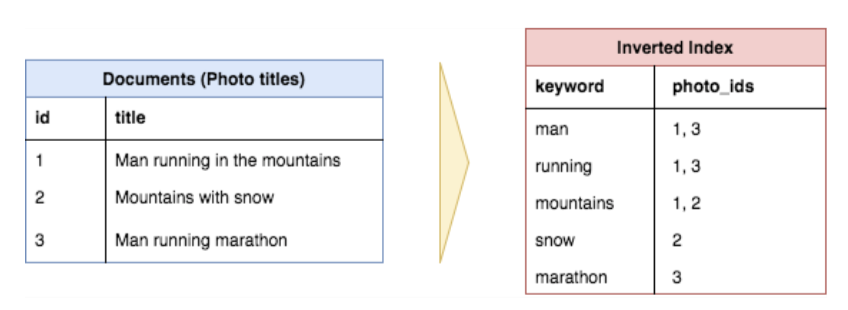 Documents (Photo titles)
id title
1 Man running in the mountains
2 Mountains with snow
3 Man running marathon
Inverted Index
keyword photo_ids
man 1, 3
running 1, 3
mountains 1, 2
snow 2
marathon 3